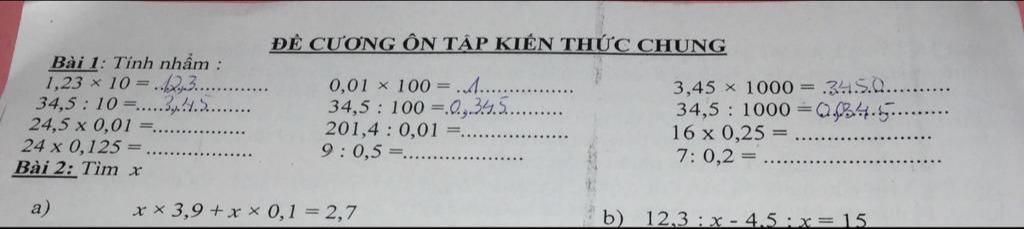 ĐỀ CƯƠNG ÔN TẬP KIẾN THỨC CHUNG
Bài 1: Tính nhẩm :
1,23 × 10 = ..12,3.............. 0,01 × 100 = ..1................ 3,45 × 1000 = .3450...........
34,5 : 10 =....3,45........ 34,5 : 100 =.0,345.......... 34,5 : 1000 =0,0345..........
24,5 x 0,01 =.................. 201,4 : 0,01 =.................. 16 x 0,25 = .......................
24 x 0,125 = .................. 9 : 0,5 =..................... 7: 0,2 = ..............................
Bài 2: Tìm x
a) x × 3,9 + x × 0,1 = 2,7 b) 12,3 : x - 4,5 : x = 15